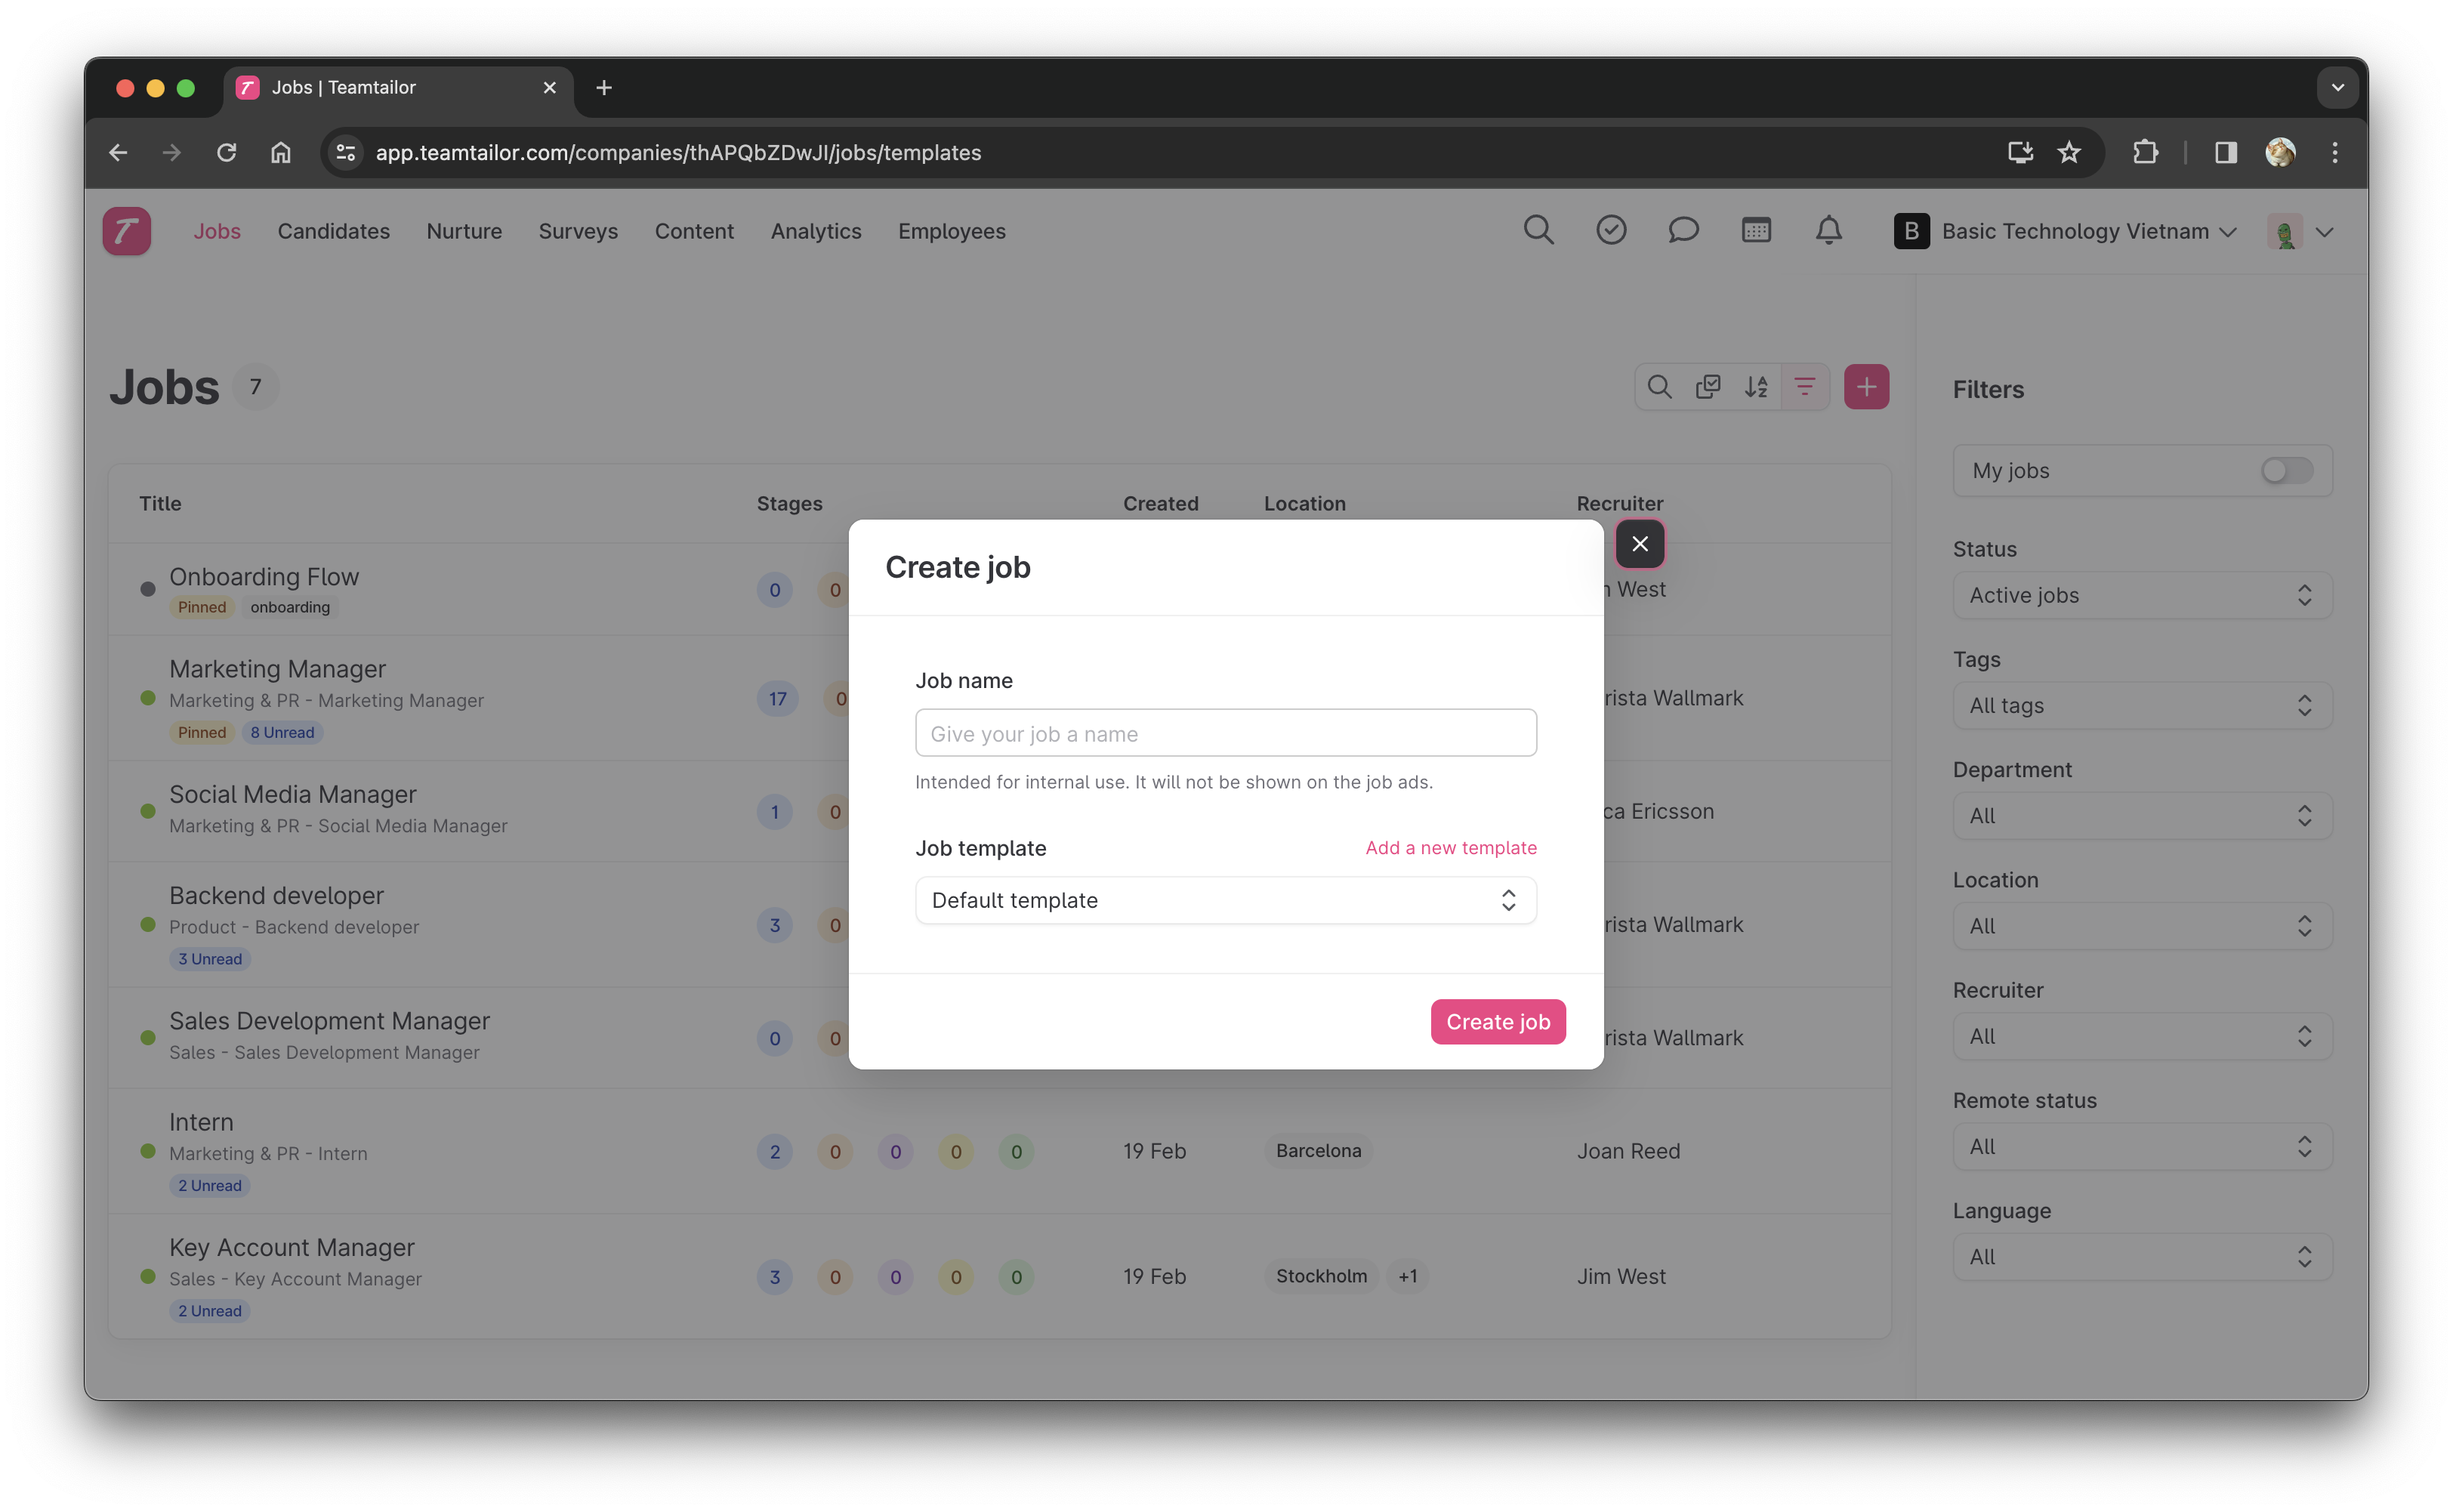 Jobs | Teamtailor
app.teamtailor.com/companies/thAPQbZDwJI/jobs/templates
Jobs Candidates Nurture Surveys Content Analytics Employees
B Basic Technology Vietnam
Jobs 7
Title Stages Created Location Recruiter
Onboarding Flow
Pinned onboarding
0 0 West
Marketing Manager
Marketing & PR - Marketing Manager
Pinned 8 Unread
17 0 rista Wallmark
Social Media Manager
Marketing & PR - Social Media Manager
1 0 ca Ericsson
Backend developer
Product - Backend developer
3 Unread
3 0 rista Wallmark
Sales Development Manager
Sales - Sales Development Manager
0 0 rista Wallmark
Intern
Marketing & PR - Intern
2 Unread
2 0 0 0 0 19 Feb Barcelona Joan Reed
Key Account Manager
Sales - Key Account Manager
2 Unread
3 0 0 0 0 19 Feb Stockholm +1 Jim West
Create job
Job name
Give your job a name
Intended for internal use. It will not be shown on the job ads.
Job template Add a new template
Default template
Create job
Filters
My jobs
Status
Active jobs
Tags
All tags
Department
All
Location
All
Recruiter
All
Remote status
All
Language
All